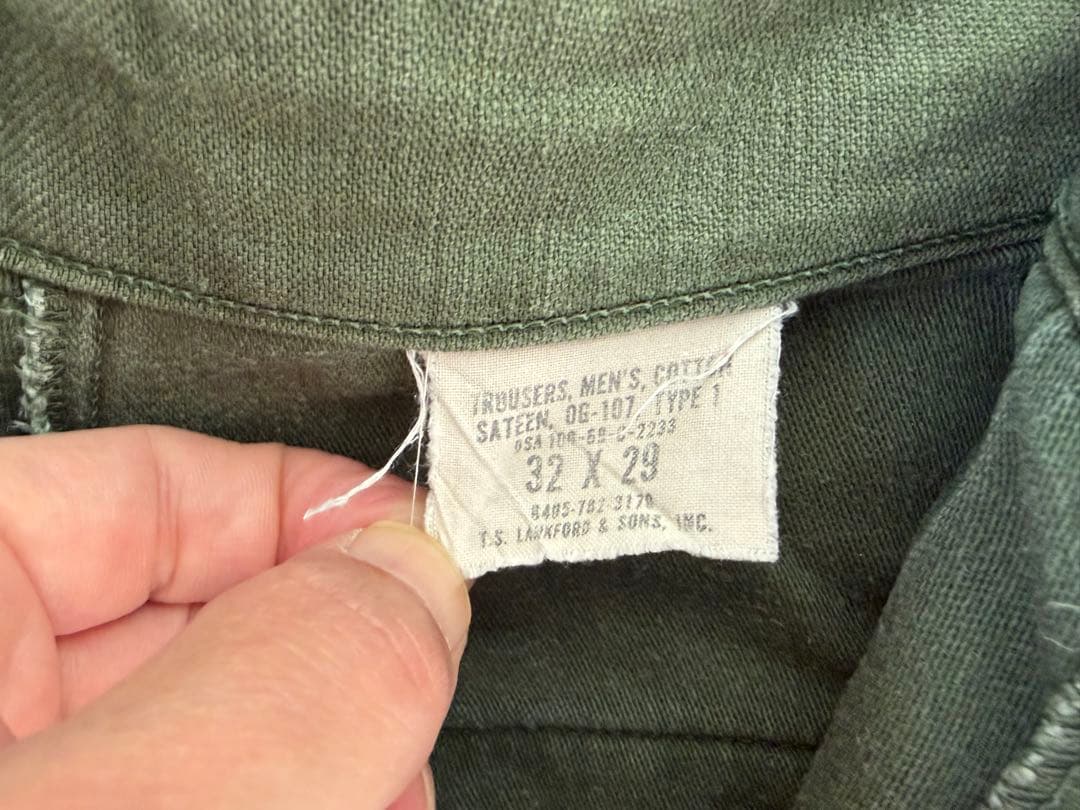 TROUSERS, MEN'S, COTTON
SATEEN, OG-107, TYPE 1
DSA 100-69-C-2233
32 X 29
8405-782-3170
T.S. LANKFORD & SONS, INC.